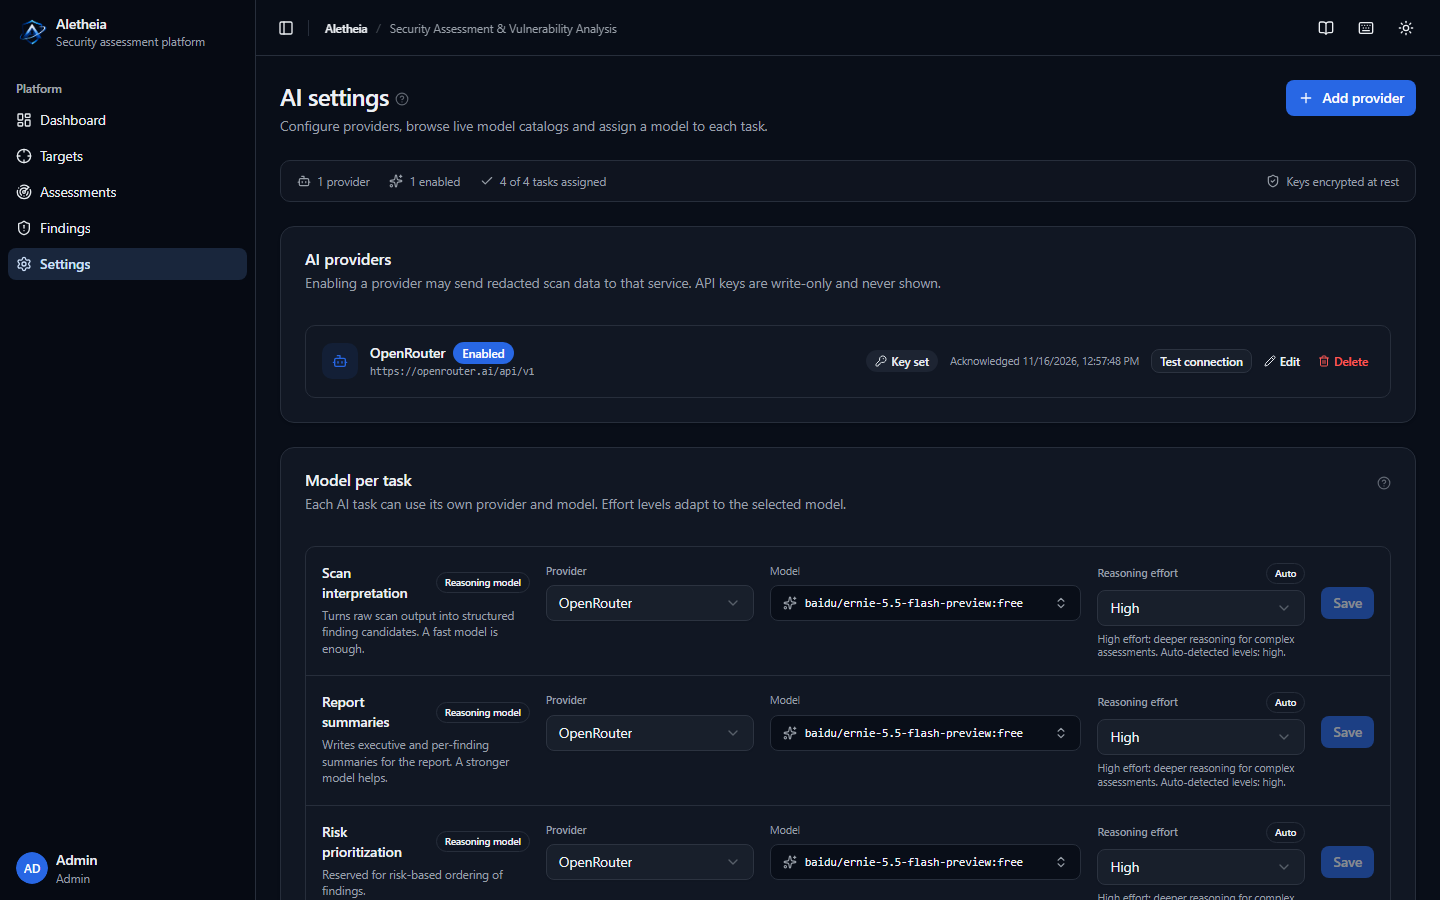 Aletheia
Security assessment platform
Platform
Dashboard
Targets
Assessments
Findings
Settings
AD
Admin
Admin
Aletheia / Security Assessment & Vulnerability Analysis
AI settings
Configure providers, browse live model catalogs and assign a model to each task.
+ Add provider
1 provider 1 enabled 4 of 4 tasks assigned
Keys encrypted at rest
AI providers
Enabling a provider may send redacted scan data to that service. API keys are write-only and never shown.
OpenRouter Enabled
https://openrouter.ai/api/v1
Key set Acknowledged 11/16/2026, 12:57:48 PM Test connection Edit Delete
Model per task
Each AI task can use its own provider and model. Effort levels adapt to the selected model.
Scan
interpretation
Reasoning model
Turns raw scan output into structured
finding candidates. A fast model is
enough.
Provider
OpenRouter
Model
baidu/ernie-5.5-flash-preview:free
Reasoning effort Auto
High
High effort: deeper reasoning for complex
assessments. Auto-detected levels: high.
Save
Report
summaries
Reasoning model
Writes executive and per-finding
summaries for the report. A stronger
model helps.
Provider
OpenRouter
Model
baidu/ernie-5.5-flash-preview:free
Reasoning effort Auto
High
High effort: deeper reasoning for complex
assessments. Auto-detected levels: high.
Save
Risk
prioritization
Reasoning model
Reserved for risk-based ordering of
findings.
Provider
OpenRouter
Model
baidu/ernie-5.5-flash-preview:free
Reasoning effort Auto
High
High effort: deeper reasoning for complex
Save